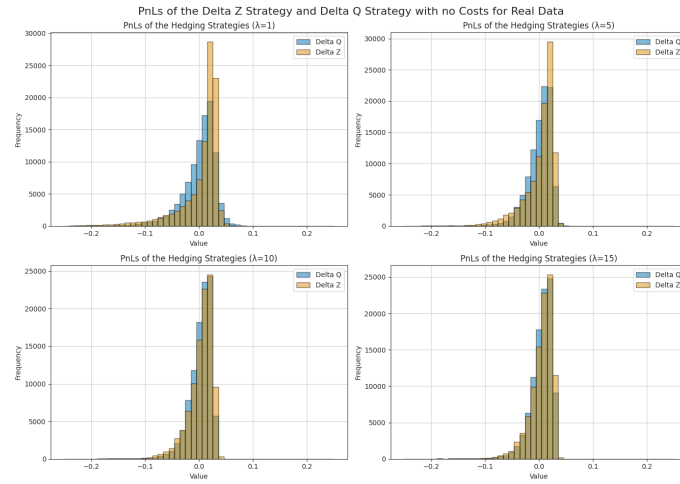 PnLs of the Delta Z Strategy and Delta Q Strategy with no Costs for Real Data
PnLs of the Hedging Strategies (λ=1)
Delta Q
Delta Z
30000
25000
20000
15000
10000
5000
0
Frequency
−0.2
−0.1
0.0
0.1
0.2
Value
PnLs of the Hedging Strategies (λ=5)
Delta Q
Delta Z
30000
25000
20000
15000
10000
5000
0
Frequency
−0.2
−0.1
0.0
0.1
0.2
Value
PnLs of the Hedging Strategies (λ=10)
Delta Q
Delta Z
25000
20000
15000
10000
5000
0
Frequency
−0.2
−0.1
0.0
0.1
0.2
Value
PnLs of the Hedging Strategies (λ=15)
Delta Q
Delta Z
25000
20000
15000
10000
5000
0
Frequency
−0.2
−0.1
0.0
0.1
0.2
Value